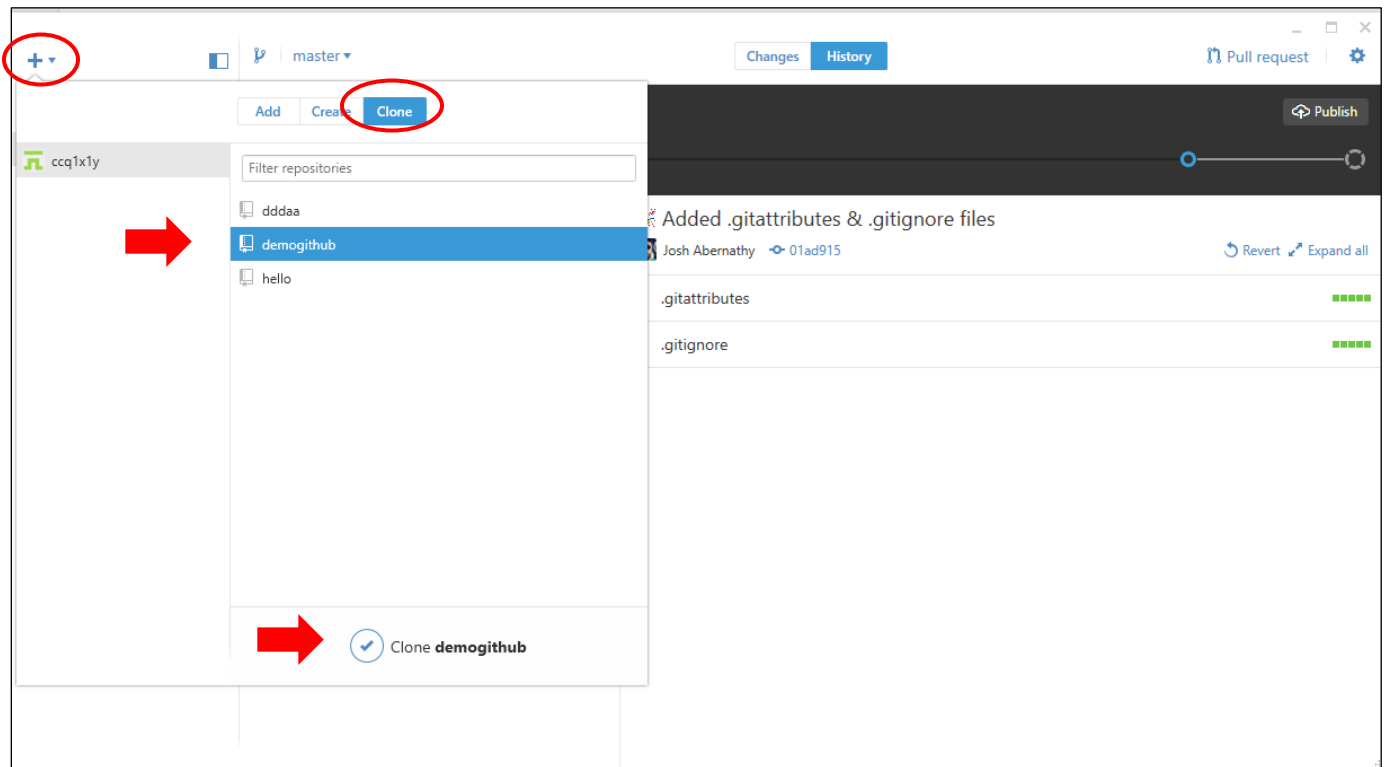 master
Changes History
Pull request
Add Create Clone
Publish
ccq1x1y
Filter repositories
dddaa
demogithub
hello
Clone demogithub
Added .gitattributes & .gitignore files
Josh Abernathy 01ad915
Revert Expand all
.gitattributes
.gitignore